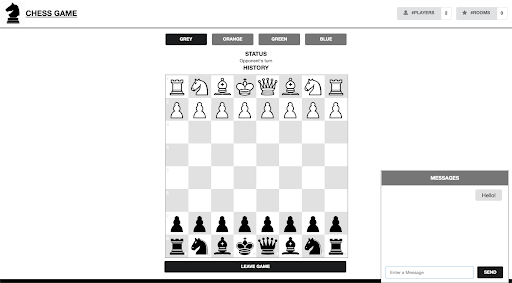 CHESS GAME
#PLAYERS 2
#ROOMS 0
GREY ORANGE GREEN BLUE
STATUS
Opponent's turn
HISTORY
LEAVE GAME
MESSAGES
Hello!
Enter a Message SEND